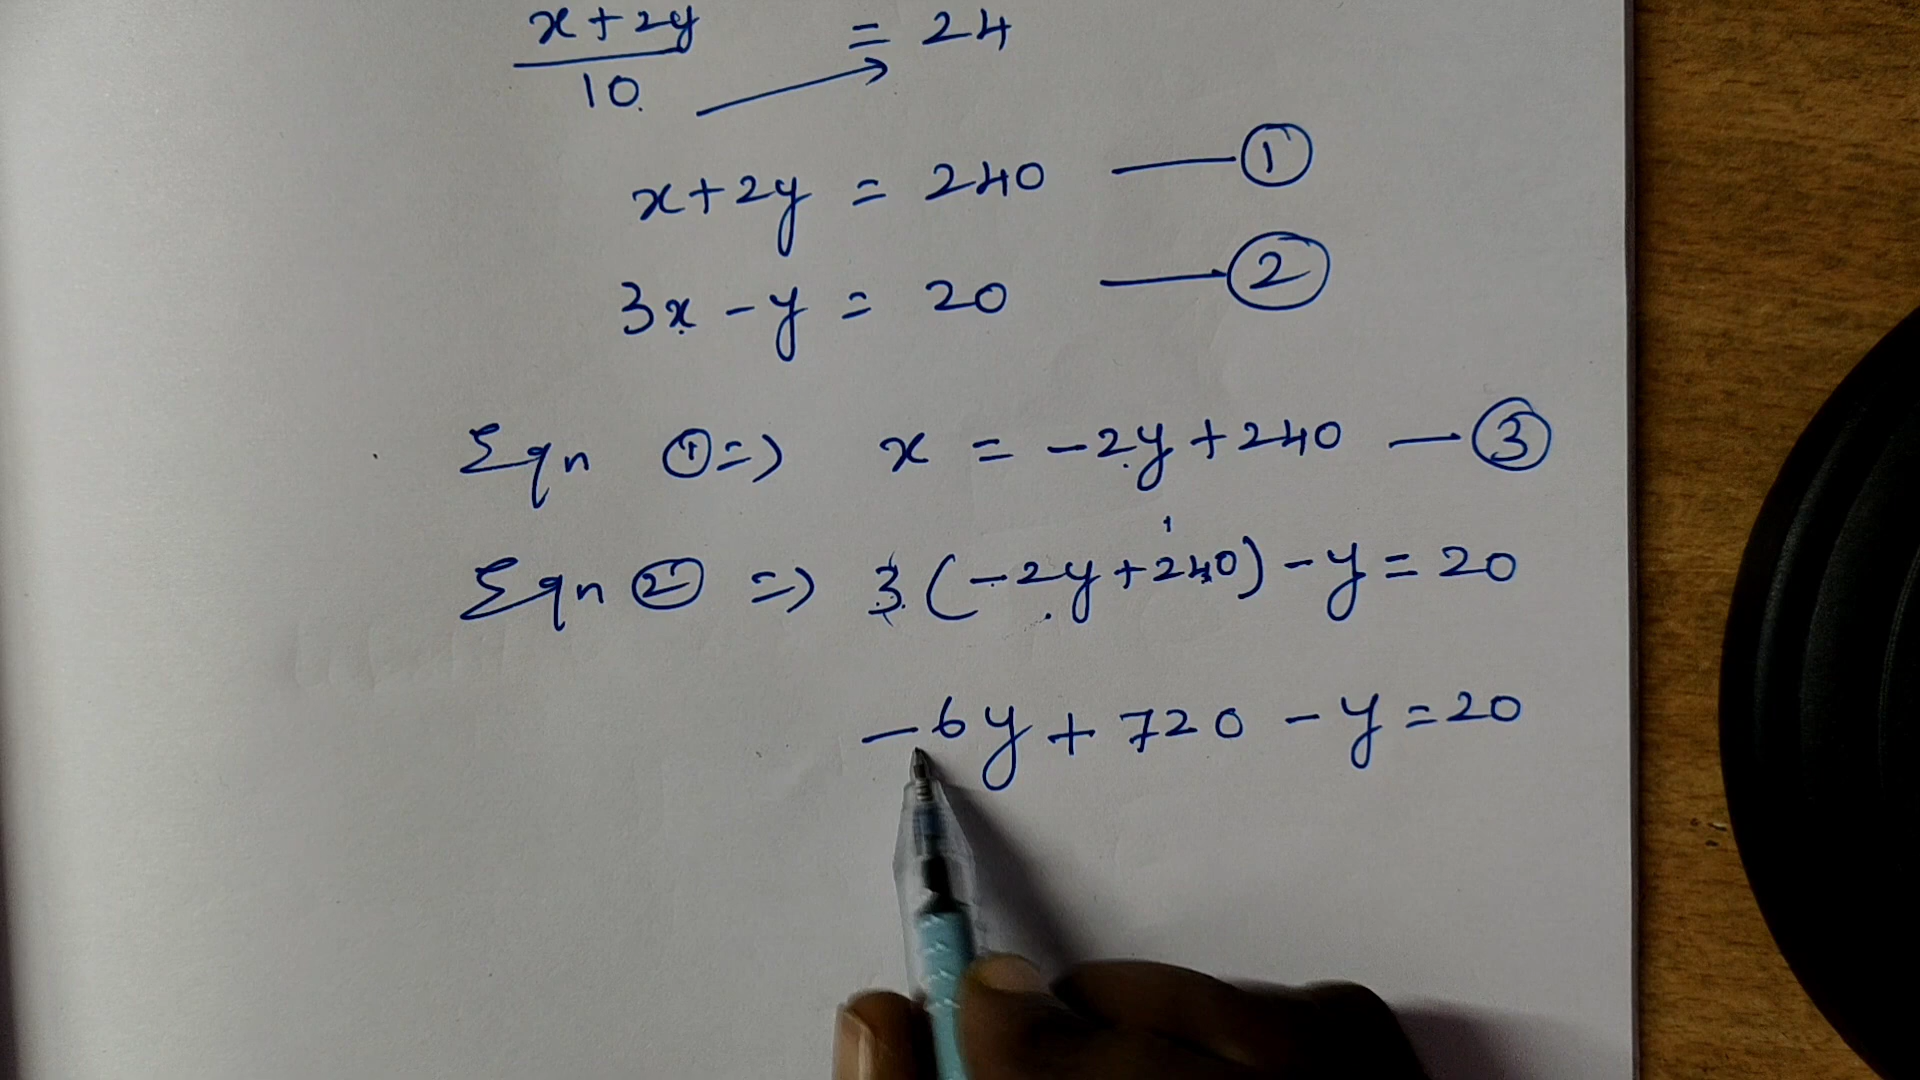 x+2y/10 = 24
x+2y = 240 — ①
3x - y = 20 — ②
Eqn ① => x = -2y+240 — ③
Eqn ② => 3(-2y+240)-y=20
-6y+720-y=20